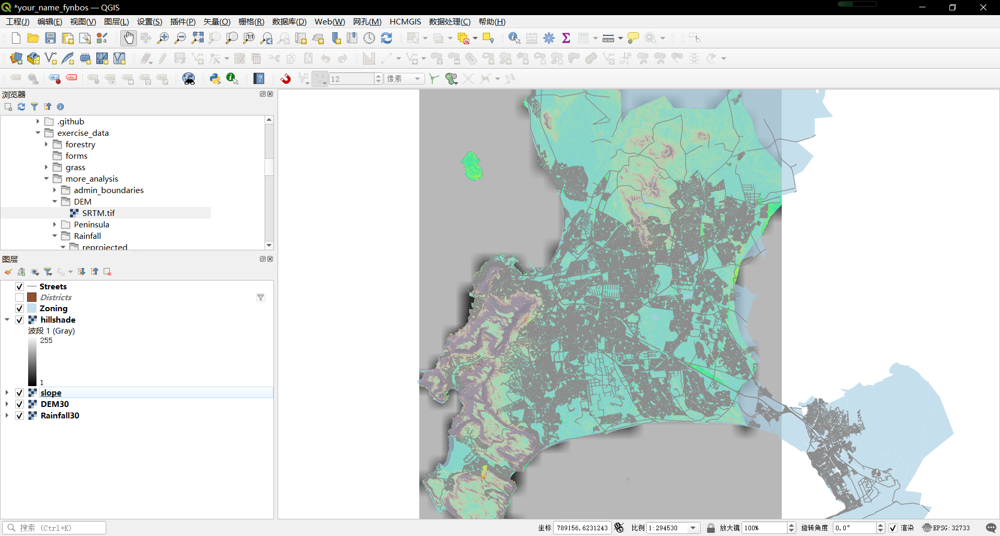 *your_name_fynbos — QGIS
工程(J) 编辑(E) 视图(V) 图层(L) 设置(S) 插件(P) 矢量(O) 栅格(R) 数据库(D) Web(W) 网孔(M) HCMGIS 数据处理(C) 帮助(H)
12 像素
浏览器
.github
exercise_data
forestry
forms
grass
more_analysis
admin_boundaries
DEM
SRTM.tif
Peninsula
Rainfall
reprojected
图层
Streets
Districts
Zoning
hillshade
波段 1 (Gray)
255
1
slope
DEM30
Rainfall30
搜索 (Ctrl+K)
坐标 789156,6231243 比例 1:294530 放大镜 100% 旋转角度 0.0° 渲染 EPSG:32733